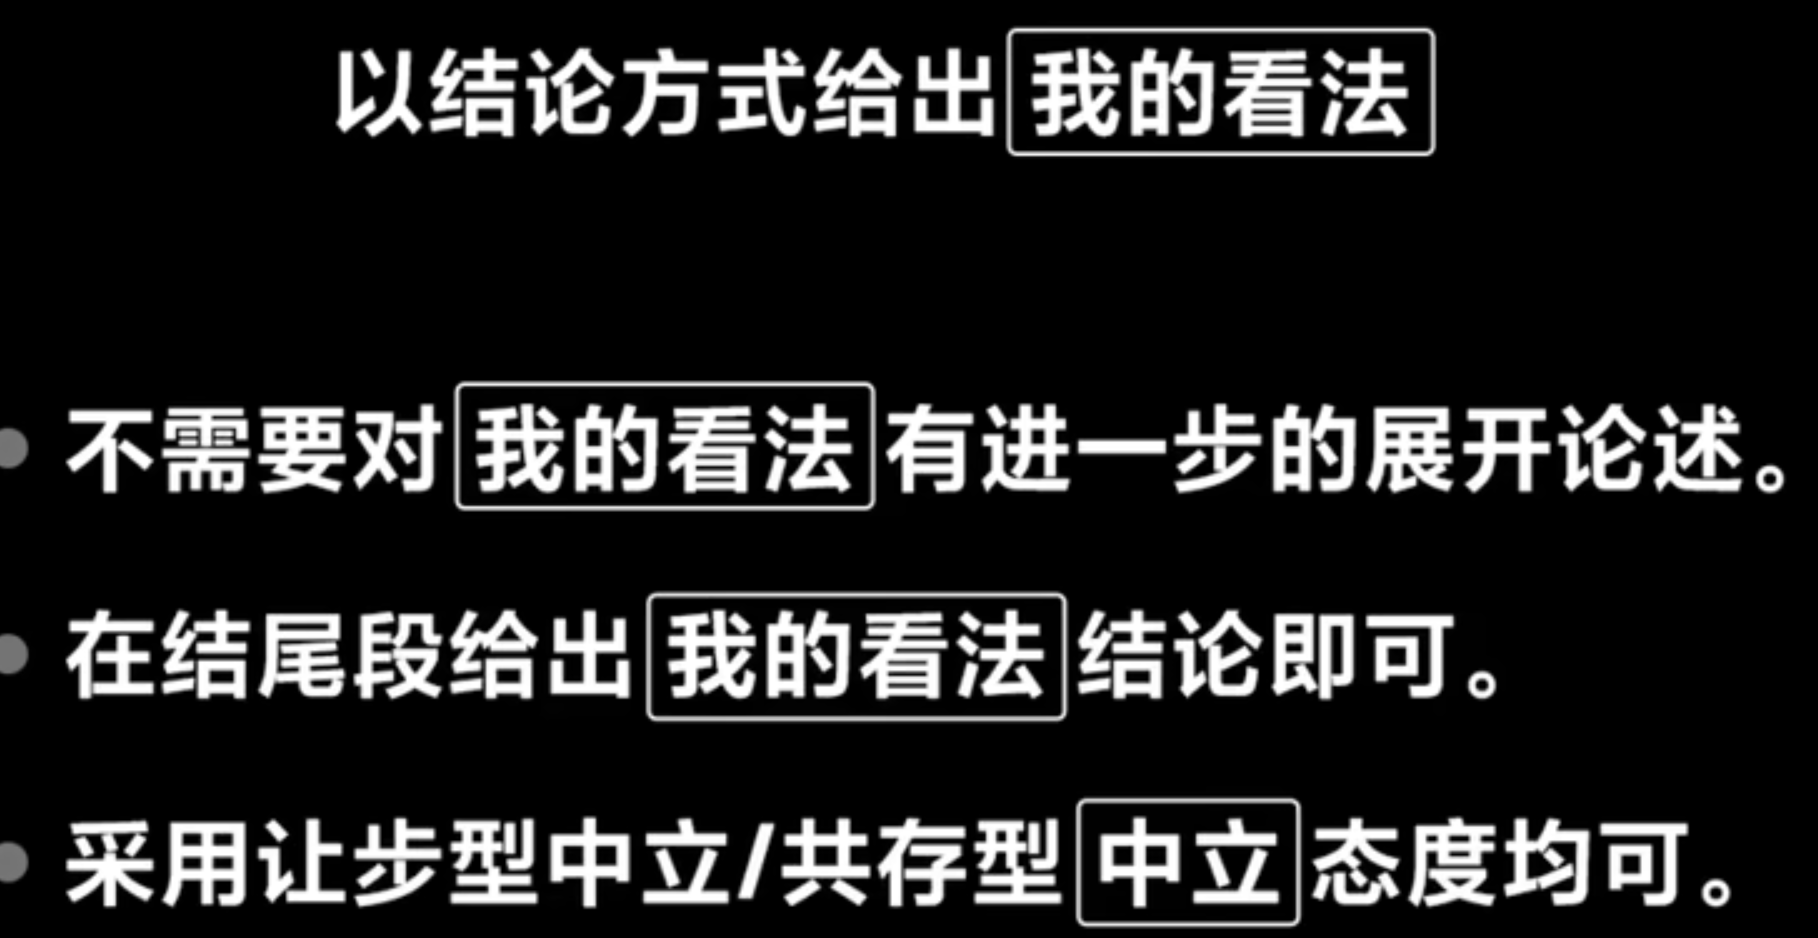 以结论方式给出我的看法
不需要对我的看法有进一步的展开论述。
在结尾段给出我的看法结论即可。
采用让步型中立/共存型中立态度均可。